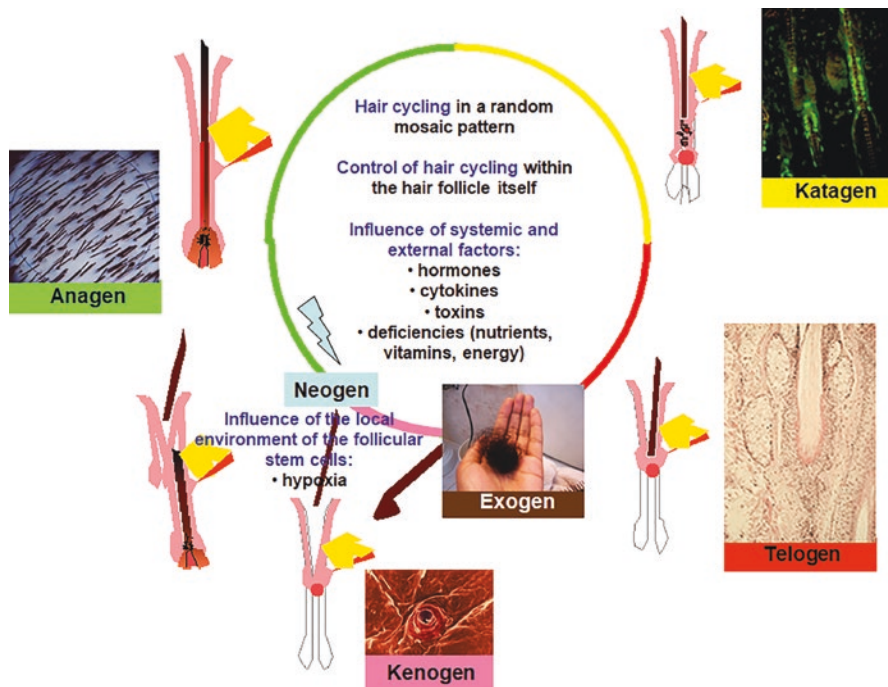 Hair cycling in a random
mosaic pattern
Control of hair cycling within
the hair follicle itself
Influence of systemic and
external factors:
• hormones
• cytokines
• toxins
• deficiencies (nutrients,
vitamins, energy)
Katagen
Anagen
Neogen
Influence of the local
environment of the follicular
stem cells:
• hypoxia
Exogen
Telogen
Kenogen